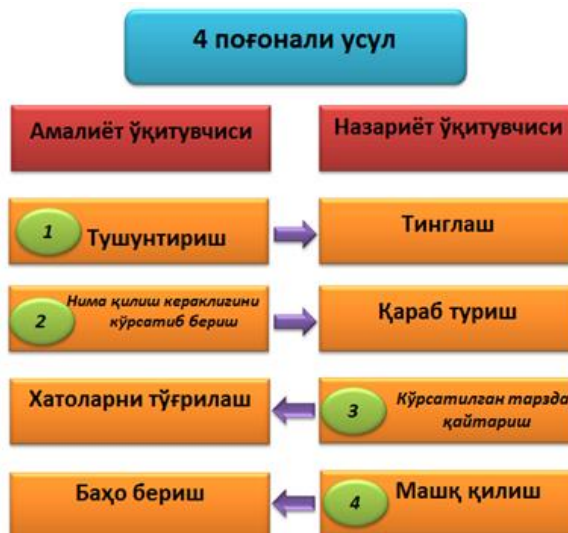 4 поғонали усул
Амалиёт ўқитувчиси
Назариёт ўқитувчиси
1
Тушунтириш
Тинглаш
2
Нима қилиш кераклигини
кўрсатиб бериш
Қараб туриш
Хатоларни тўғрилаш
3
Кўрсатилган тарзда
қайтариш
Баҳо бериш
4
Машқ қилиш